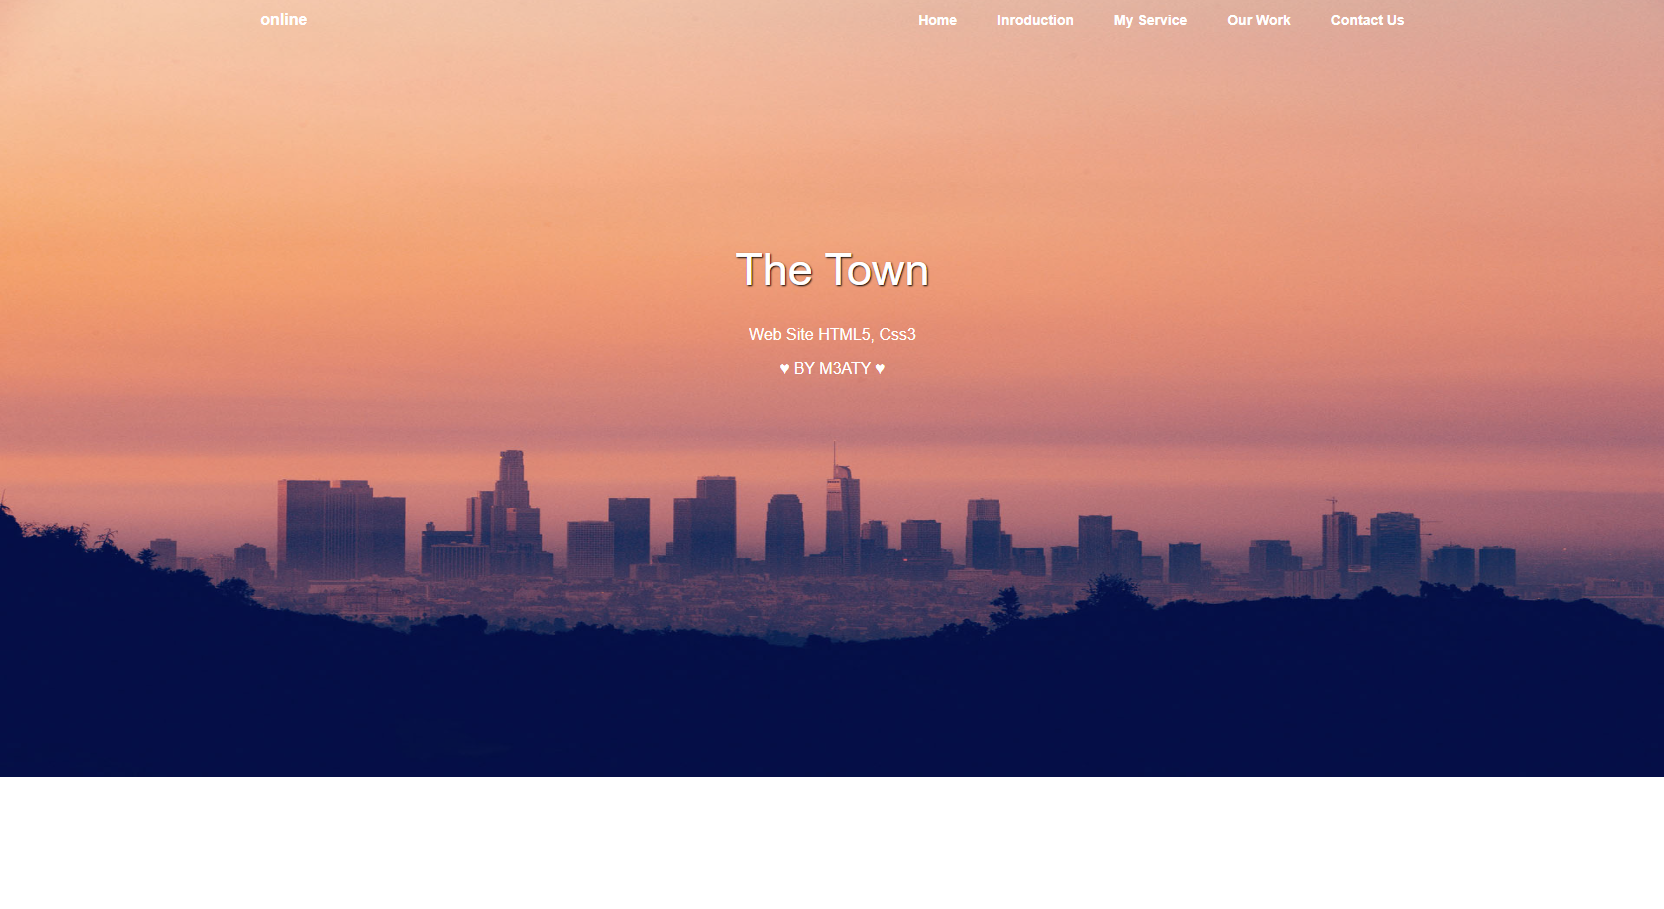 online Home Inroduction My Service Our Work Contact Us
The Town
Web Site HTML5, Css3
♥ BY M3ATY ♥